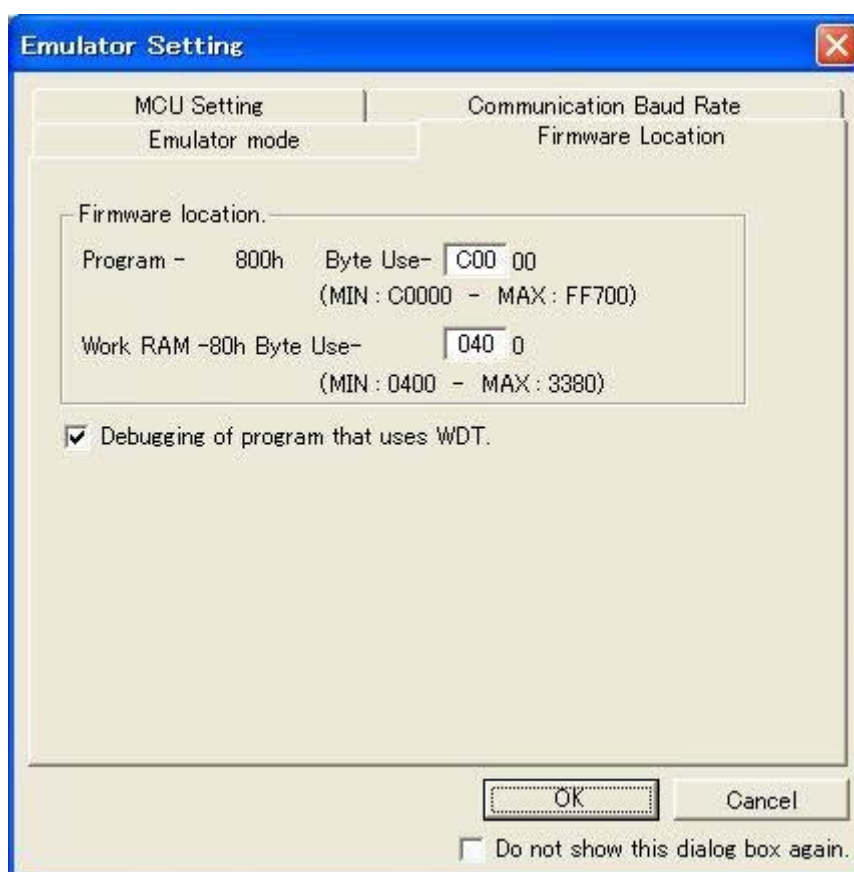 Emulator Setting
MCU Setting
Communication Baud Rate
Emulator mode
Firmware Location
Firmware location.
Program - 800h Byte Use- C00 00
(MIN : C0000 - MAX : FF700)
Work RAM -80h Byte Use- 040 0
(MIN : 0400 - MAX : 3380)
Debugging of program that uses WDT.
OK
Cancel
Do not show this dialog box again.